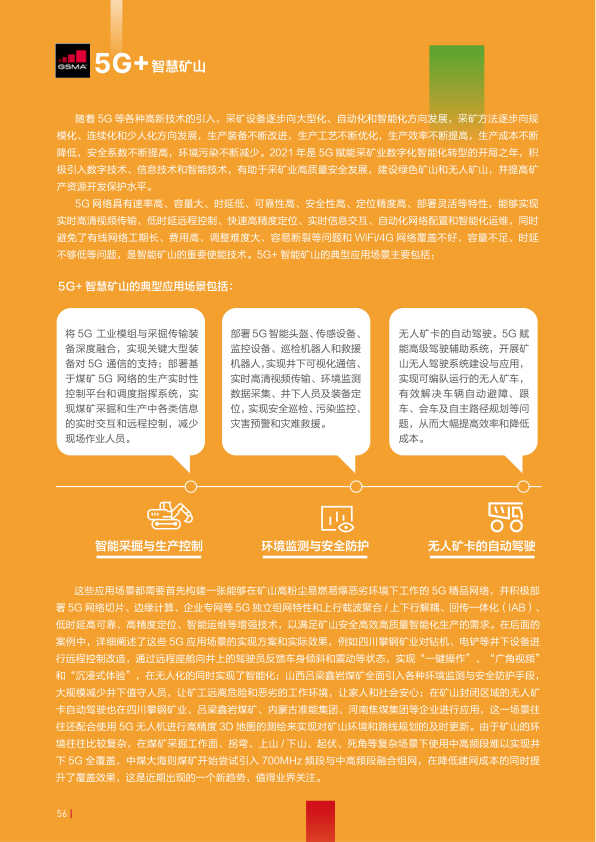 GSMA
5G+ 智慧矿山
随着 5G 等各种高新技术的引入，采矿设备逐步向大型化、自动化和智能化方向发展，采矿方法逐步向规
模化、连续化和少人化方向发展，生产装备不断改进，生产工艺不断优化，生产效率不断提高，生产成本不断
降低，安全系数不断提高，环境污染不断减少。2021 年是 5G 赋能采矿业数字化智能化转型的开局之年，积
极引入数字技术、信息技术和智能技术，有助于采矿业高质量安全发展，建设绿色矿山和无人矿山，并提高矿
产资源开发保护水平。
5G 网络具有速率高、容量大、时延低、可靠性高、安全性高、定位精度高、部署灵活等特性，能够实现
实时高清视频传输、低时延远程控制、快速高精度定位、实时信息交互、自动化网络配置和智能化运维，同时
避免了有线网络工期长、费用高、调整难度大、容易断裂等问题和 WiFi/4G 网络覆盖不好、容量不足、时延
不够低等问题，是智能矿山的重要使能技术。5G+ 智能矿山的典型应用场景主要包括：
5G+ 智慧矿山的典型应用场景包括：
将 5G 工业模组与采掘传输装
备深度融合，实现关键大型装
备对 5G 通信的支持；部署基
于煤矿 5G 网络的生产实时性
控制平台和调度指挥系统，实
现煤矿采掘和生产中各类信息
的实时交互和远程控制，减少
现场作业人员。
部署 5G 智能头盔、传感设备、
监控设备、巡检机器人和救援
机器人，实现井下可视化通信、
实时高清视频传输、环境监测
数据采集、井下人员及装备定
位，实现安全巡检、污染监控、
灾害预警和灾难救援。
无人矿卡的自动驾驶。5G 赋
能高级驾驶辅助系统，开展矿
山无人驾驶系统建设与应用，
实现可编队运行的无人矿车，
有效解决车辆自动避障、跟
车、会车及自主路径规划等问
题，从而大幅提高效率和降低
成本。
智能采掘与生产控制
环境监测与安全防护
无人矿卡的自动驾驶
这些应用场景都需要首先构建一张能够在矿山高粉尘易燃易爆恶劣环境下工作的 5G 精品网络，并积极部
署 5G 网络切片、边缘计算、企业专网等 5G 独立组网特性和上行载波聚合 / 上下行解耦、回传一体化（IAB）、
低时延高可靠、高精度定位、智能运维等增强技术，以满足矿山安全高效高质量智能化生产的需求。在后面的
案例中，详细阐述了这些 5G 应用场景的实现方案和实际效果，例如四川攀钢矿业对钻机、电铲等井下设备进
行远程控制改造，通过远程座舱向井上的驾驶员反馈车身倾斜和震动等状态，实现“一键操作”、“广角视频”
和“沉浸式体验”，在无人化的同时实现了智能化；山西吕梁鑫岩煤矿全面引入各种环境监测与安全防护手段，
大规模减少井下值守人员，让矿工远离危险和恶劣的工作环境，让家人和社会安心；在矿山封闭区域的无人矿
卡自动驾驶也在四川攀钢矿业、吕梁鑫岩煤矿、内蒙古准能集团、河南焦煤集团等企业进行应用，这一场景往
往还配合使用 5G 无人机进行高精度 3D 地图的测绘来实现对矿山环境和路线规划的及时更新。由于矿山的环
境往往比较复杂，在煤矿采掘工作面、拐弯、上山 / 下山、起伏、死角等复杂场景下使用中高频段难以实现井
下 5G 全覆盖，中煤大海则煤矿开始尝试引入 700MHz 频段与中高频段融合组网，在降低建网成本的同时提
升了覆盖效果，这是近期出现的一个新趋势，值得业界关注。
56